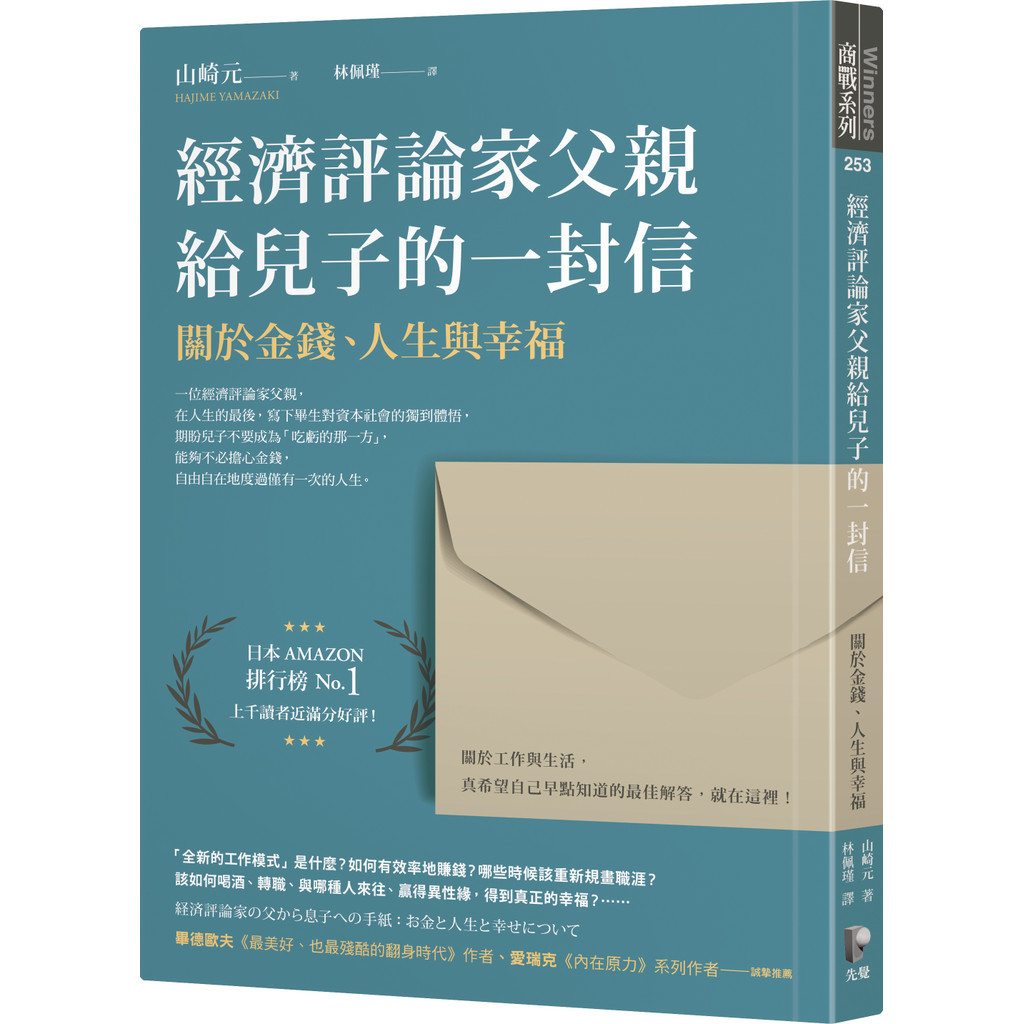 山崎元——著 林佩瑾——譯
HAJIME YAMAZAKI
經濟評論家父親
給兒子的一封信
關於金錢、人生與幸福
一位經濟評論家父親，
在人生的最後，寫下畢生對資本社會的獨到體悟，
期盼兒子不要成為「吃虧的那一方」，
能夠不必擔心金錢，
自由自在地度過僅有一次的人生。
日本 AMAZON
排行榜 No.1
上千讀者近滿分好評！
關於工作與生活，
真希望自己早點知道的最佳解答，就在這裡！
「全新的工作模式」是什麼？如何有效率地賺錢？哪些時候該重新規畫職涯？
該如何喝酒、轉職、與哪種人來往、贏得異性緣，得到真正的幸福？……
経済評論家の父から息子への手紙：お金と人生と幸せについて
畢德歐夫《最美好、也最殘酷的翻身時代》作者、愛瑞克《內在原力》系列作者——誠摯推薦
商戰系列
Winners
253
經濟評論家父親給兒子的一封信
關於金錢、人生與幸福
山崎元 著
林佩瑾 譯
先覺